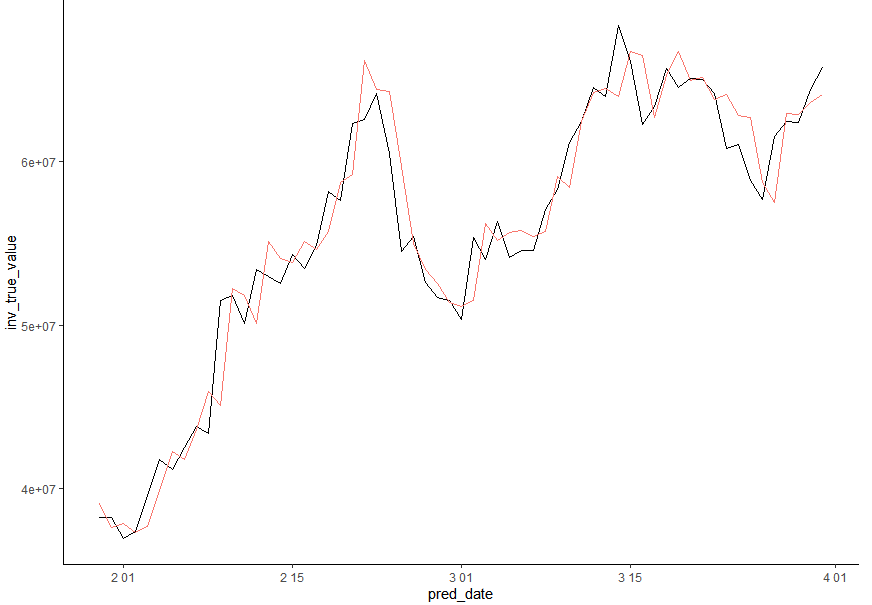 6e+07
5e+07
4e+07
inv_true_value
2 01
2 15
3 01
3 15
4 01
pred_date